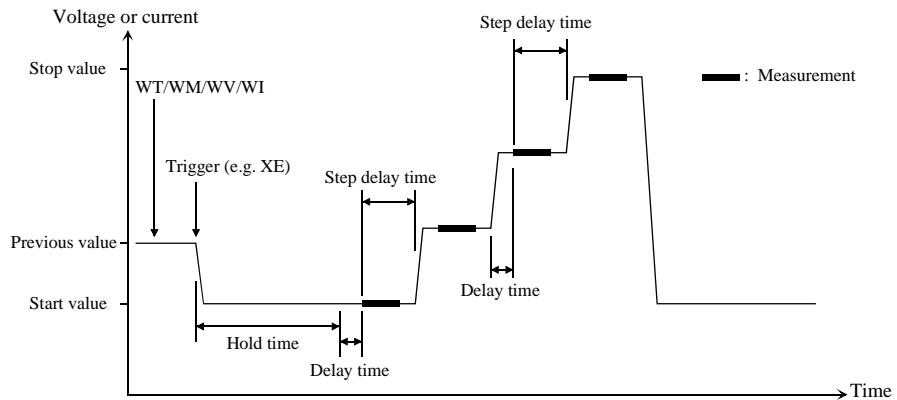 Voltage or current
Step delay time
Stop value
WT/WM/WV/WI
: Measurement
Trigger (e.g. XE)
Step delay time
Previous value
Delay time
Start value
Hold time
Delay time
Time